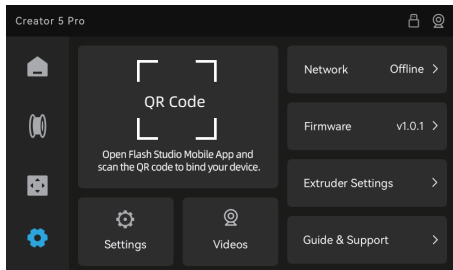 Creator 5 Pro
QR Code
Open Flash Studio Mobile App and
scan the QR code to bind your device.
Settings
Videos
Network Offline >
Firmware v1.0.1 >
Extruder Settings >
Guide & Support >